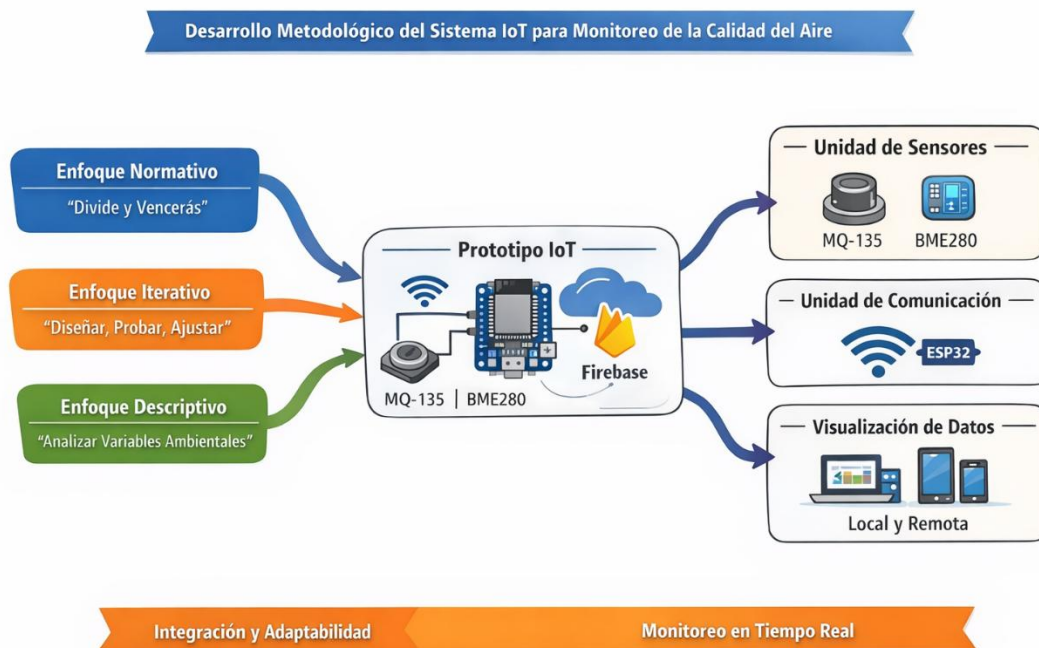 Desarrollo Metodológico del Sistema IoT para Monitoreo de la Calidad del Aire
Enfoque Normativo
“Divide y Vencerás”
Enfoque Iterativo
“Diseñar, Probar, Ajustar”
Enfoque Descriptivo
“Analizar Variables Ambientales”
Prototipo IoT
Firebase
MQ-135 | BME280
Unidad de Sensores
MQ-135 BME280
Unidad de Comunicación
ESP32
Visualización de Datos
Local y Remota
Integración y Adaptabilidad
Monitoreo en Tiempo Real